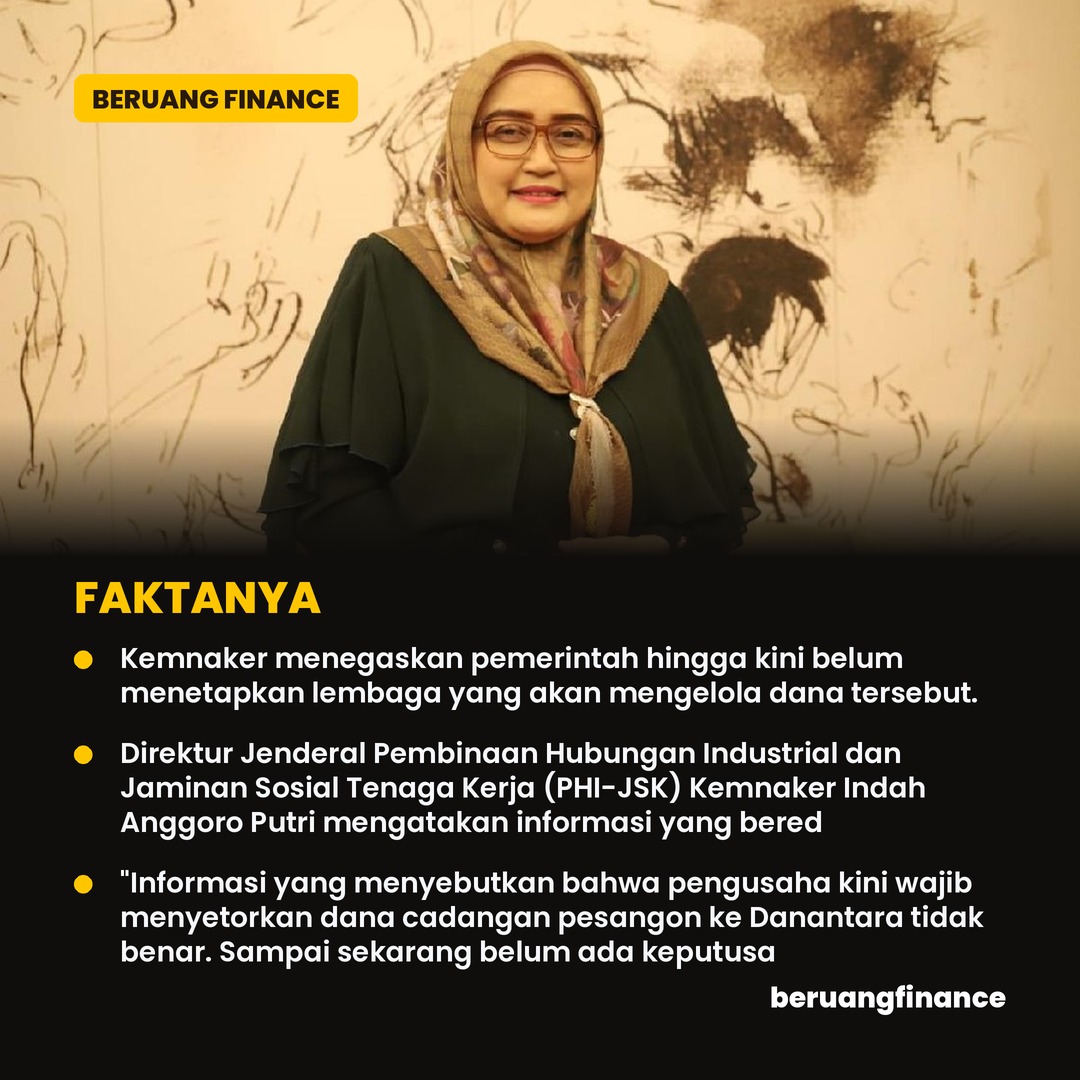 BERUANG FINANCE
FAKTANYA
Kemnaker menegaskan pemerintah hingga kini belum
menetapkan lembaga yang akan mengelola dana tersebut.
Direktur Jenderal Pembinaan Hubungan Industrial dan
Jaminan Sosial Tenaga Kerja (PHI-JSK) Kemnaker Indah
Anggoro Putri mengatakan informasi yang bered
"Informasi yang menyebutkan bahwa pengusaha kini wajib
menyetorkan dana cadangan pesangon ke Danantara tidak
benar. Sampai sekarang belum ada keputusa
beruangfinance